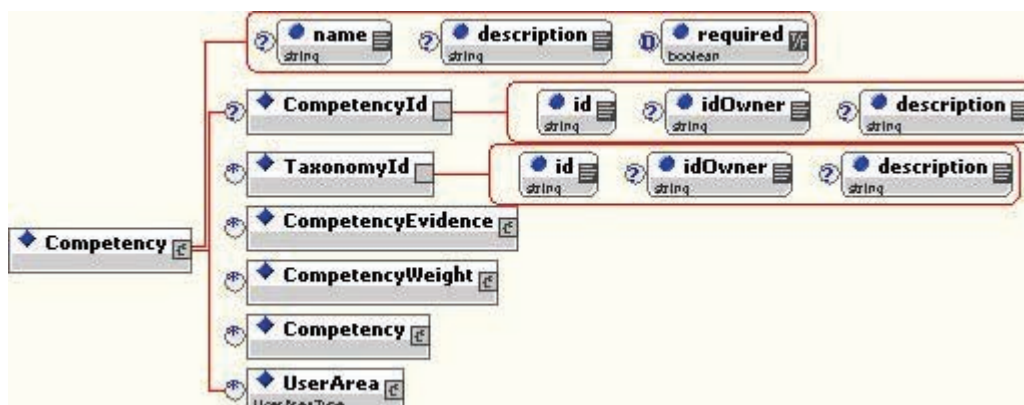 name description required
string string boolean
CompetencyId id idOwner description
string string string
TaxonomyId id idOwner description
string string string
CompetencyEvidence
Competency
CompetencyWeight
Competency
UserArea
UserAreaType